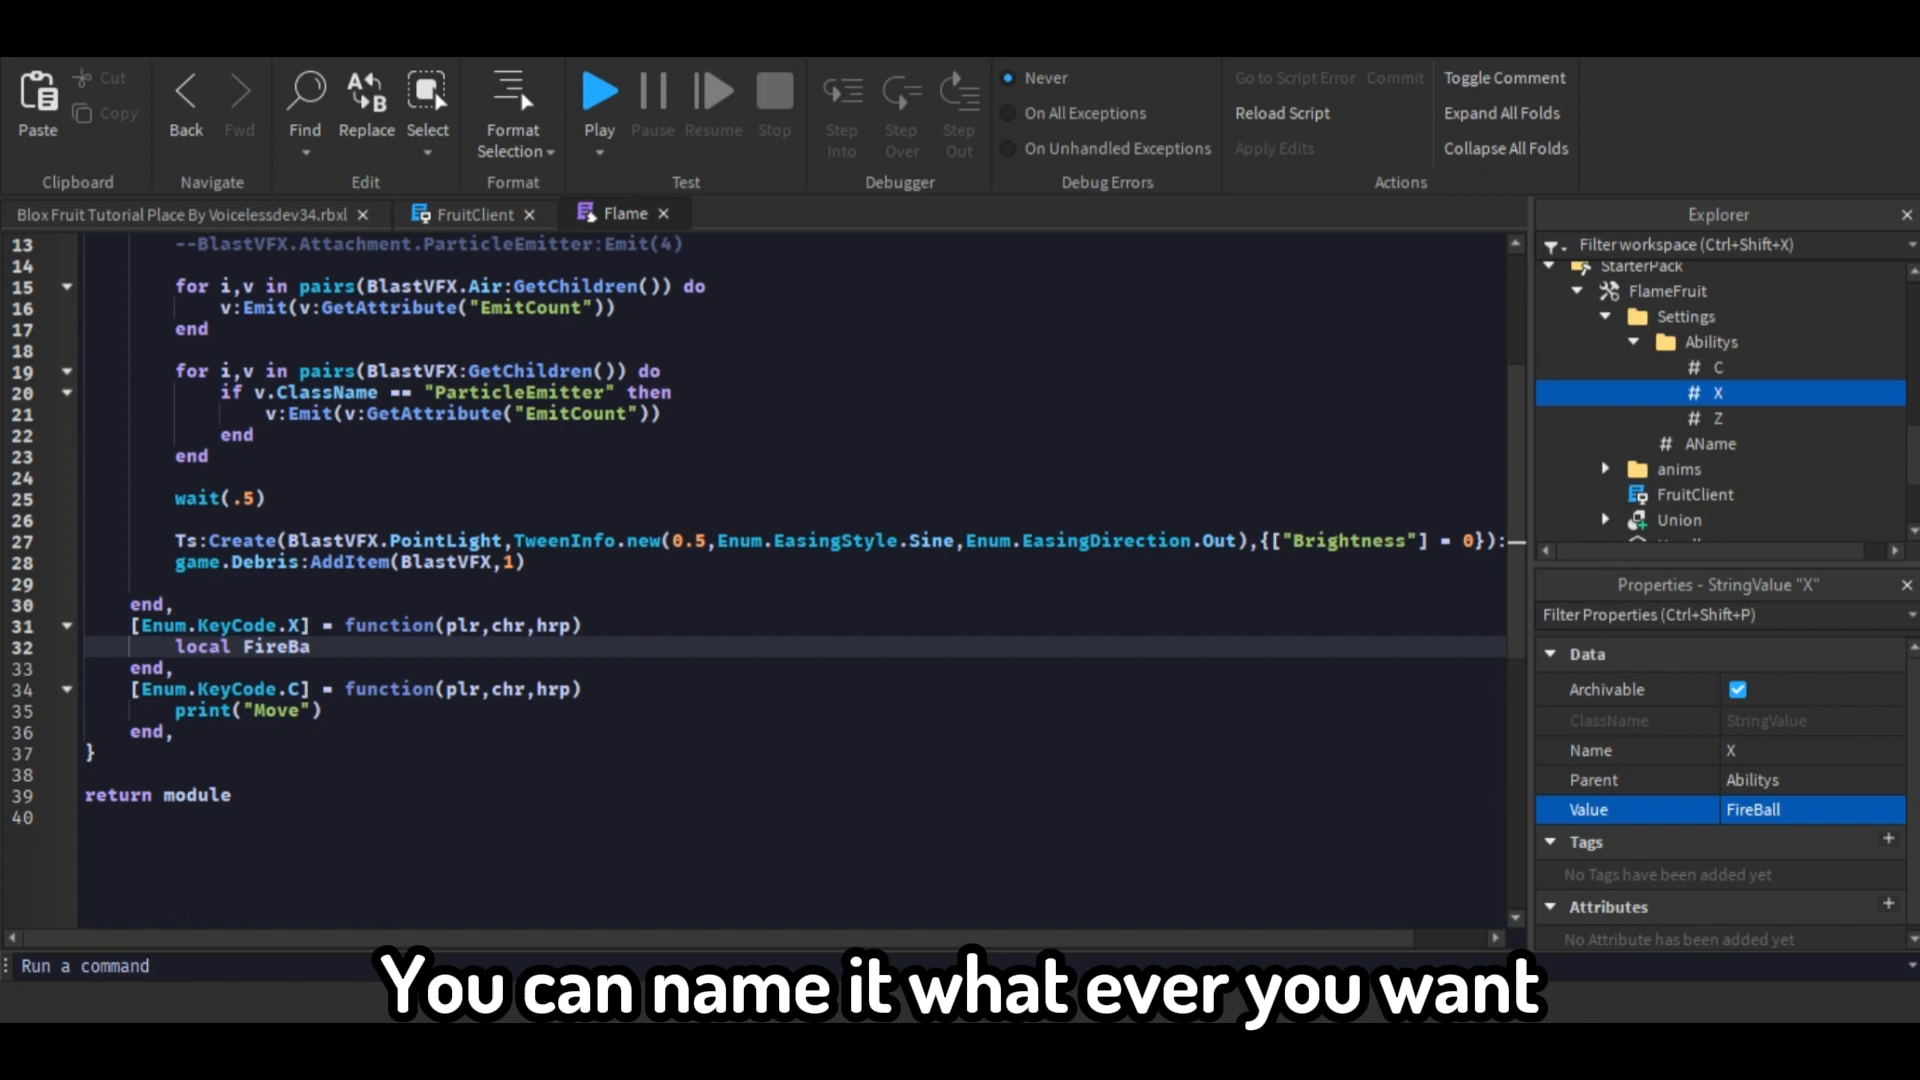 Cut
Copy
Paste
Clipboard
Back
Fwd
Navigate
Find
Replace
Select
Edit
Format
Selection
Format
Play
Pause
Resume
Stop
Test
Step
Into
Step
Over
Step
Out
Debugger
Never
On All Exceptions
On Unhandled Exceptions
Debug Errors
Go to Script Error
Commit
Reload Script
Apply Edits
Toggle Comment
Expand All Folds
Collapse All Folds
Actions
Blox Fruit Tutorial Place By Voicelessdev34.rbxl
FruitClient
Flame
13 --BlastVFX.Attachment.ParticleEmitter:Emit(4)
14
15 for i,v in pairs(BlastVFX.Air:GetChildren()) do
16 v:Emit(v:GetAttribute("EmitCount"))
17 end
18
19 for i,v in pairs(BlastVFX:GetChildren()) do
20 if v.ClassName == "ParticleEmitter" then
21 v:Emit(v:GetAttribute("EmitCount"))
22 end
23 end
24
25 wait(.5)
26
27 Ts:Create(BlastVFX.PointLight,TweenInfo.new(0.5,Enum.EasingStyle.Sine,Enum.EasingDirection.Out),{["Brightness"] = 0}):
28 game.Debris:AddItem(BlastVFX,1)
29
30 end,
31 [Enum.KeyCode.X] = function(plr,chr,hrp)
32 local FireBa
33 end,
34 [Enum.KeyCode.C] = function(plr,chr,hrp)
35 print("Move")
36 end,
37 }
38
39 return module
40
Run a command
Explorer
Filter workspace (Ctrl+Shift+X)
StarterPack
FlameFruit
Settings
Abilitys
# C
# X
# Z
# AName
anims
FruitClient
Union
Properties - StringValue "X"
Filter Properties (Ctrl+Shift+P)
Data
Archivable
ClassName StringValue
Name X
Parent Abilitys
Value FireBall
Tags
No Tags have been added yet
Attributes
No Attribute has been added yet
You can name it what ever you want